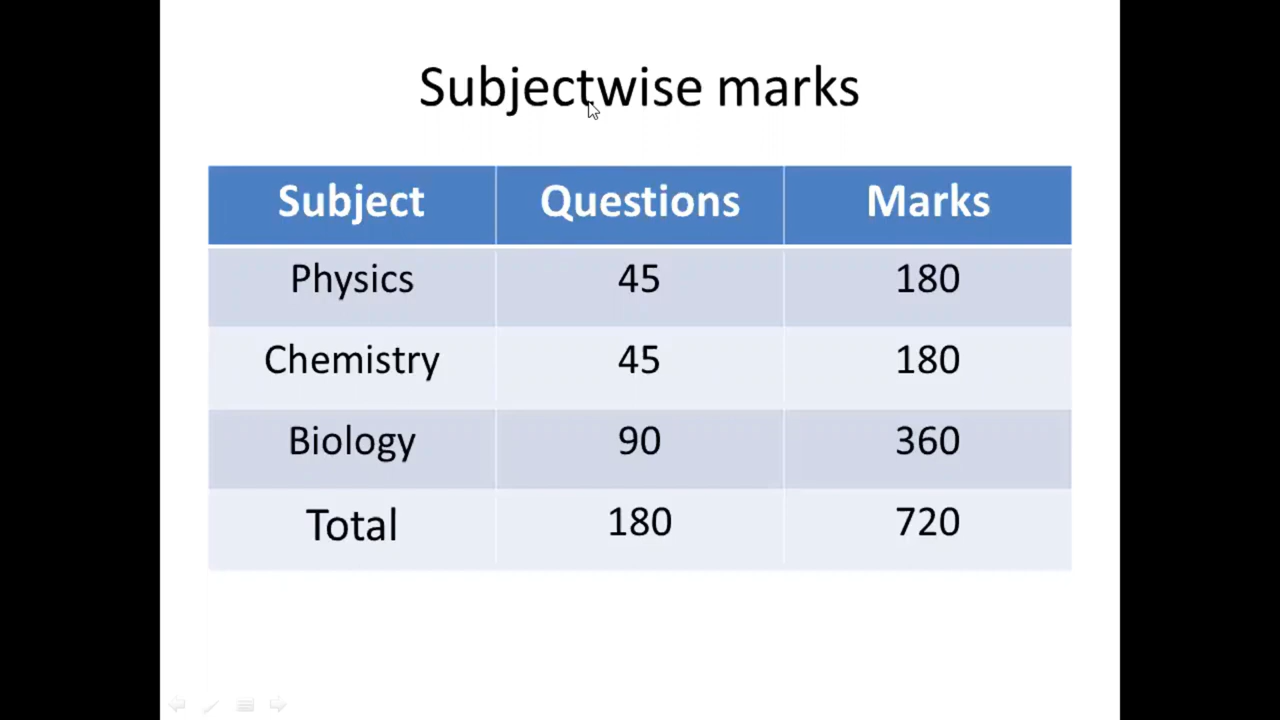 Subjectwise marks
Subject Questions Marks
Physics 45 180
Chemistry 45 180
Biology 90 360
Total 180 720